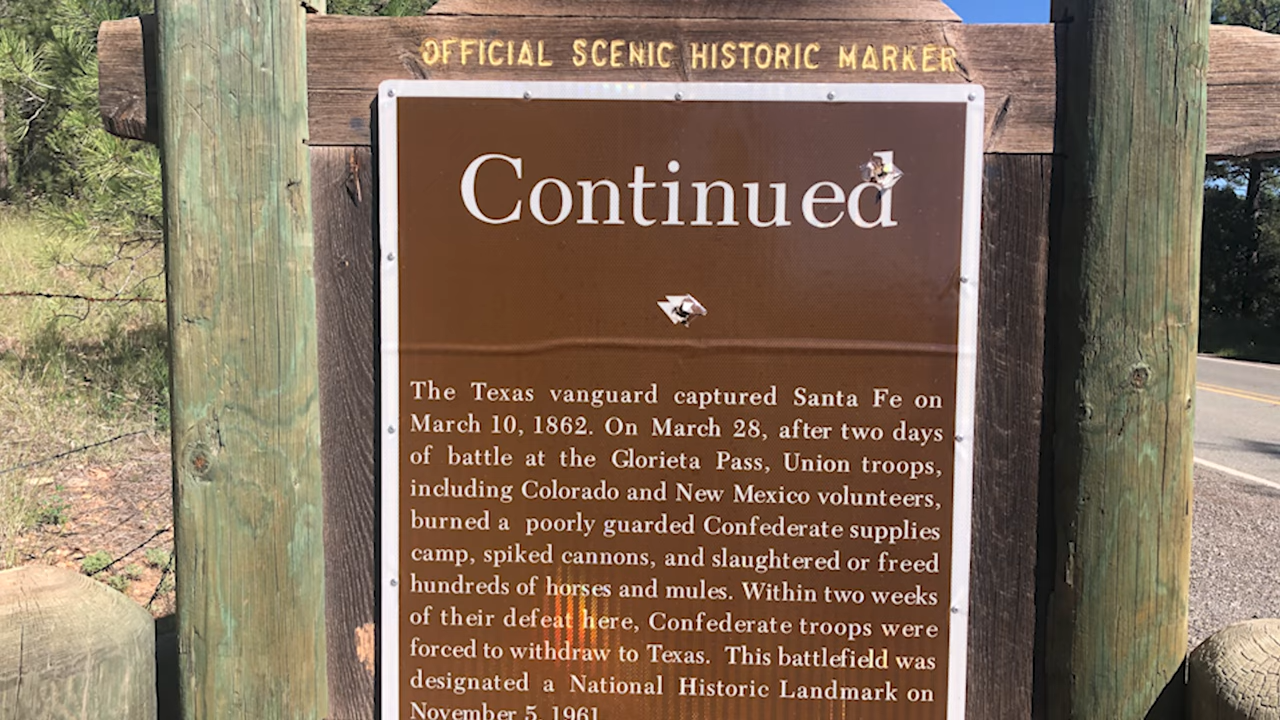 OFFICIAL SCENIC HISTORIC MARKER
Continued
The Texas vanguard captured Santa Fe on
March 10, 1862. On March 28, after two days
of battle at the Glorieta Pass, Union troops,
including Colorado and New Mexico volunteers,
burned a poorly guarded Confederate supplies
camp, spiked cannons, and slaughtered or freed
hundreds of horses and mules. Within two weeks
of their defeat here, Confederate troops were
forced to withdraw to Texas. This battlefield was
designated a National Historic Landmark on
November 5, 1961